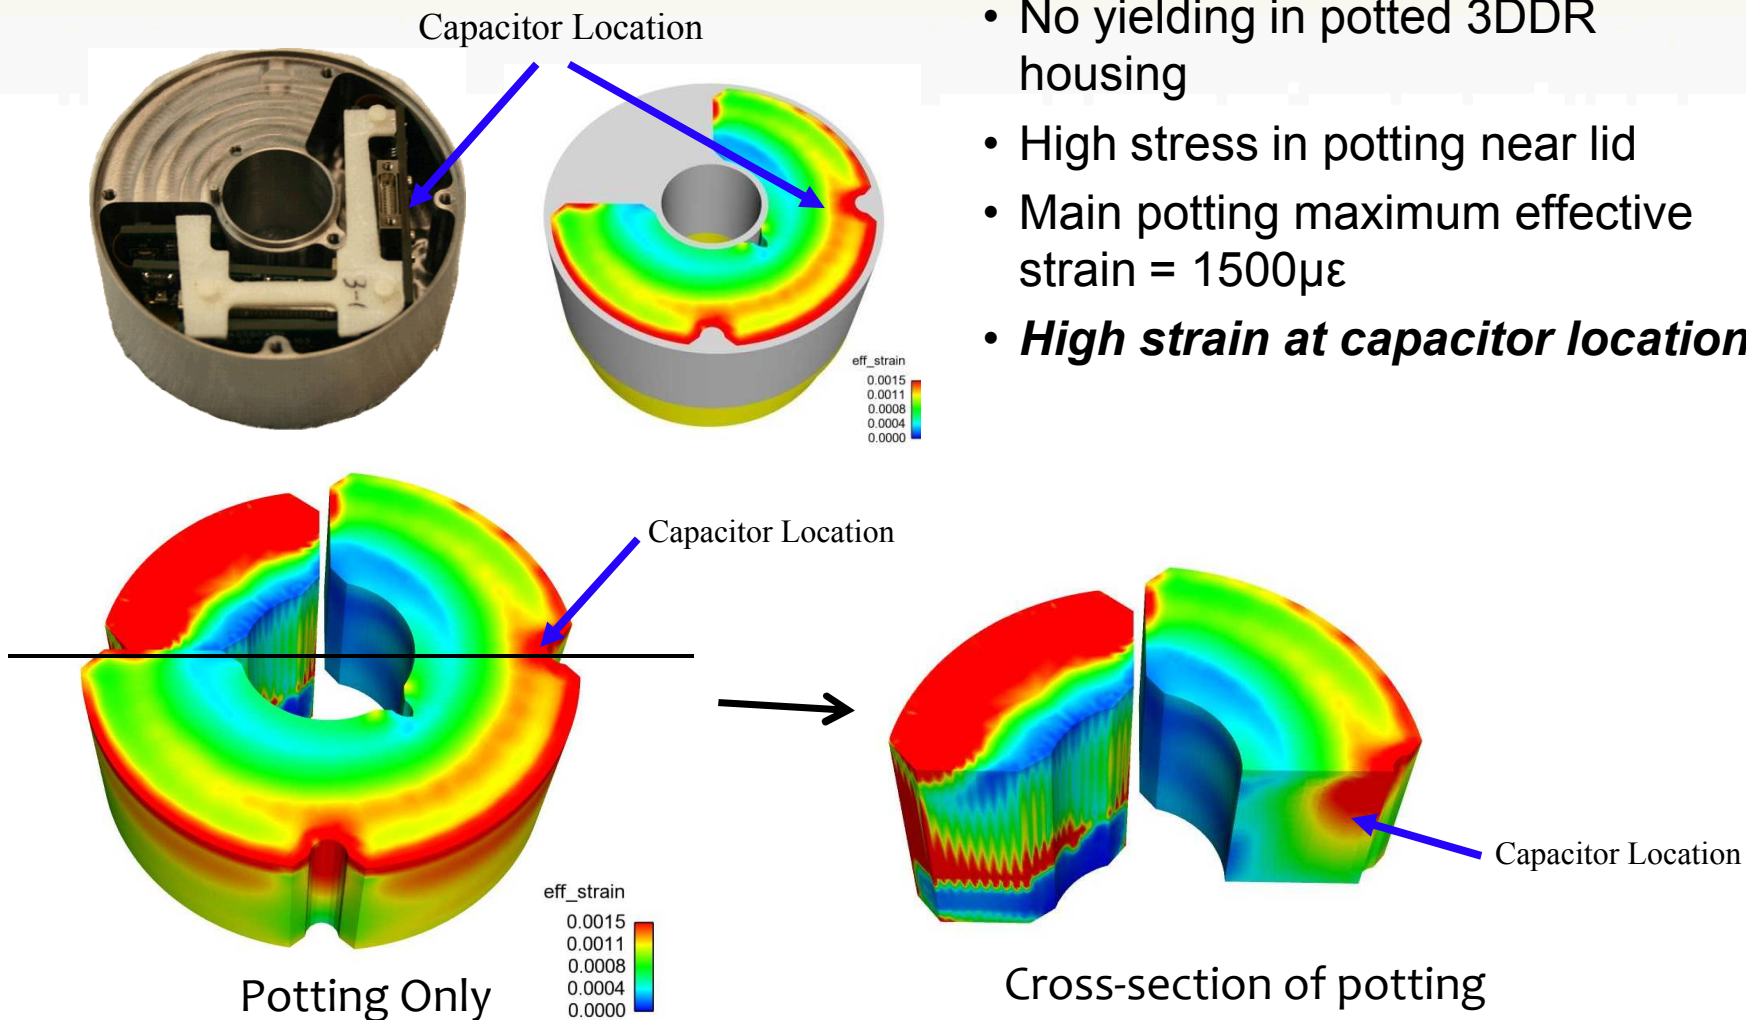 Capacitor Location
• No yielding in potted 3DDR
housing
• High stress in potting near lid
• Main potting maximum effective
strain = 1500µε
• High strain at capacitor location
3-(
eff_strain
0.0015
0.0011
0.0008
0.0004
0.0000
Capacitor Location
Capacitor Location
eff_strain
0.0015
0.0011
0.0008
0.0004
0.0000
Potting Only
Cross-section of potting